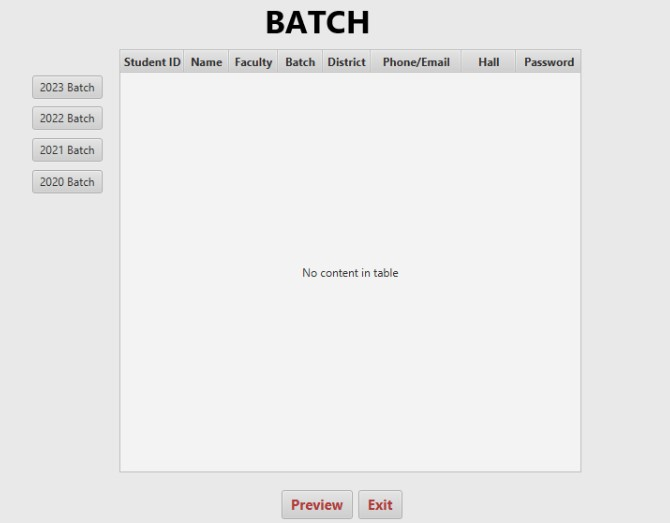 BATCH
Student ID Name Faculty Batch District Phone/Email Hall Password
2023 Batch
2022 Batch
2021 Batch
2020 Batch
No content in table
Preview Exit